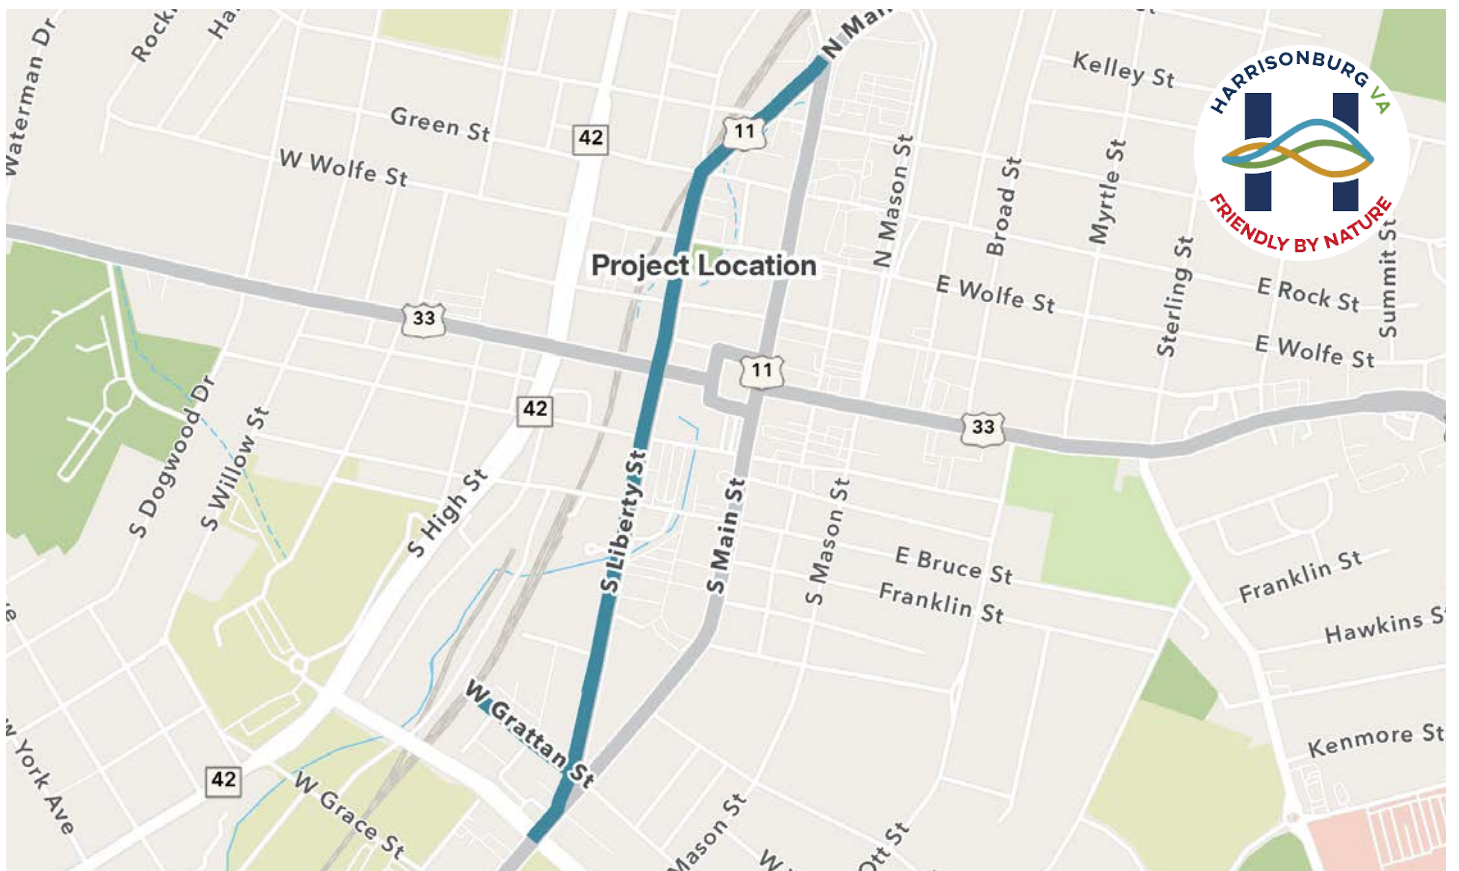 N Main
Kelley St
HARRISONBURG VA
FRIENDLY BY NATURE
Waterman Dr
Green St
42
11
W Wolfe St
N Mason St
Broad St
Myrtle St
Sterling St
Summit St
Project Location
E Wolfe St
E Rock St
33
11
E Wolfe St
42
33
S Dogwood Dr
S Willow St
S High St
S Liberty St
S Main St
S Mason St
E Bruce St
Franklin St
Franklin St
Hawkins St
W Grattan St
Kenmore St
York Ave
42
W Grace St
Mason St
Ott St